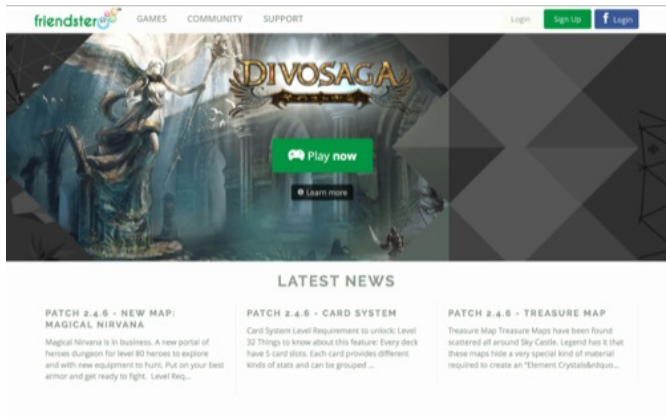 friendster
GAMES COMMUNITY SUPPORT
Login Sign Up f Login
DIVOSAGA
Play now
Learn more
LATEST NEWS
PATCH 2.4.6 - NEW MAP:
MAGICAL NIRVANA
Magical Nirvana is in business. A new portal of
heroes dungeon for level 80 heroes to explore
and with new equipment to hunt. Put on your best
armor and get ready to fight. Level Req...
PATCH 2.4.6 - CARD SYSTEM
Card System Level Requirement to unlock: Level
32 Things to know about this feature: Every deck
have 5 card slots. Each card provides different
kinds of stats and can be grouped ...
PATCH 2.4.6 - TREASURE MAP
Treasure Map Treasure Maps have been found
scattered all around Sky Castle. Legend has it that
these maps hide a very special kind of material
required to create an "Element Crystals&rdquo...